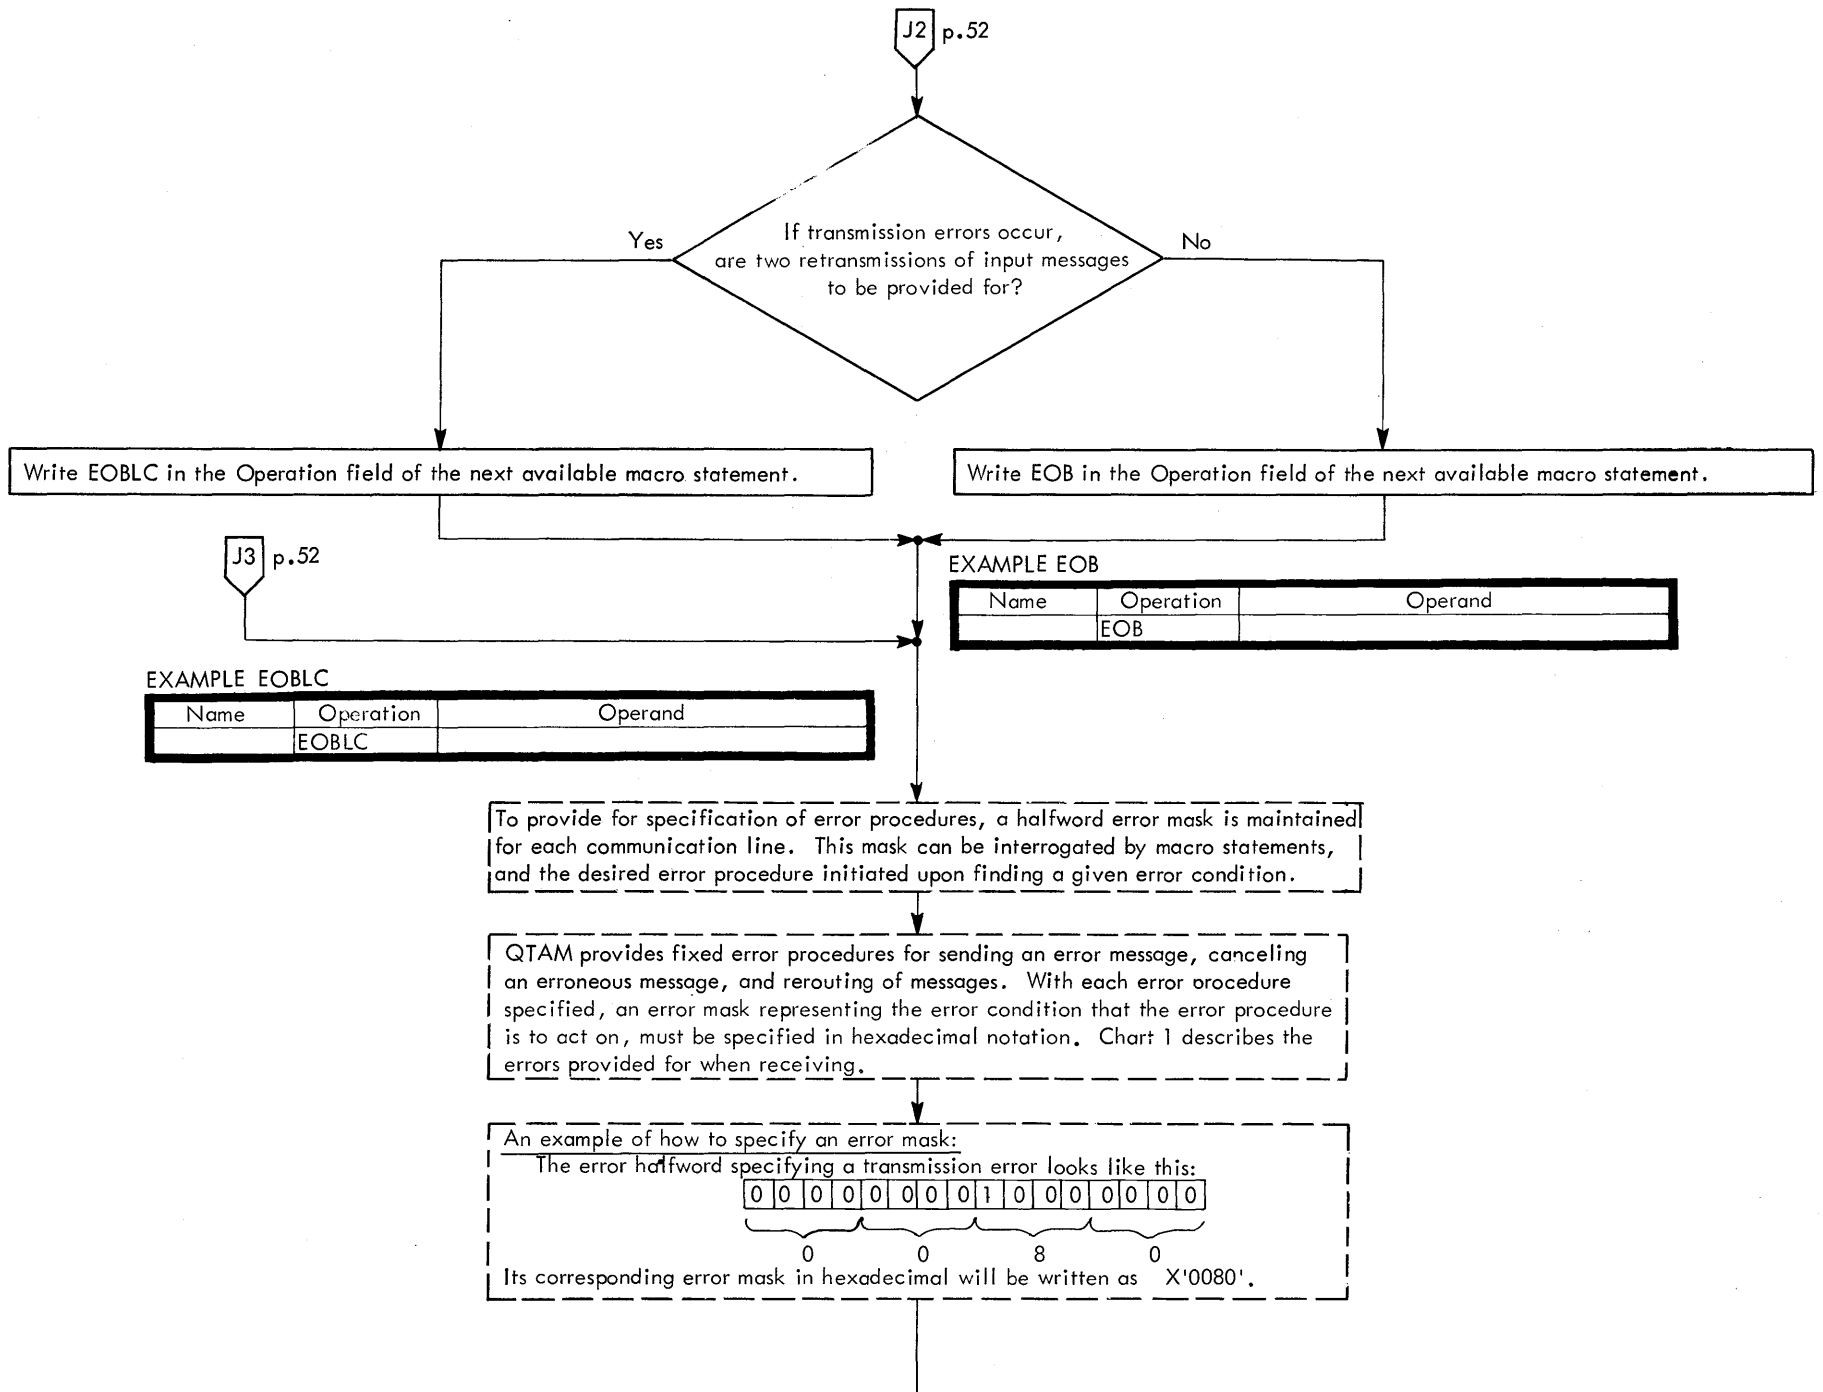 J2 p.52
If transmission errors occur,
are two retransmissions of input messages
to be provided for?
Yes
No
Write EOBLC in the Operation field of the next available macro statement.
Write EOB in the Operation field of the next available macro statement.
J3 p.52
EXAMPLE EOB
Name Operation Operand
EOB
EXAMPLE EOBLC
Name Operation Operand
EOBLC
To provide for specification of error procedures, a halfword error mask is maintained
for each communication line. This mask can be interrogated by macro statements,
and the desired error procedure initiated upon finding a given error condition.
QTAM provides fixed error procedures for sending an error message, canceling
an erroneous message, and rerouting of messages. With each error procedure
specified, an error mask representing the error condition that the error procedure
is to act on, must be specified in hexadecimal notation. Chart 1 describes the
errors provided for when receiving.
An example of how to specify an error mask:
The error halfword specifying a transmission error looks like this:
0 0 0 0 0 0 0 0 1 0 0 0 0 0 0 0
0 0 8 0
Its corresponding error mask in hexadecimal will be written as X'0080'.